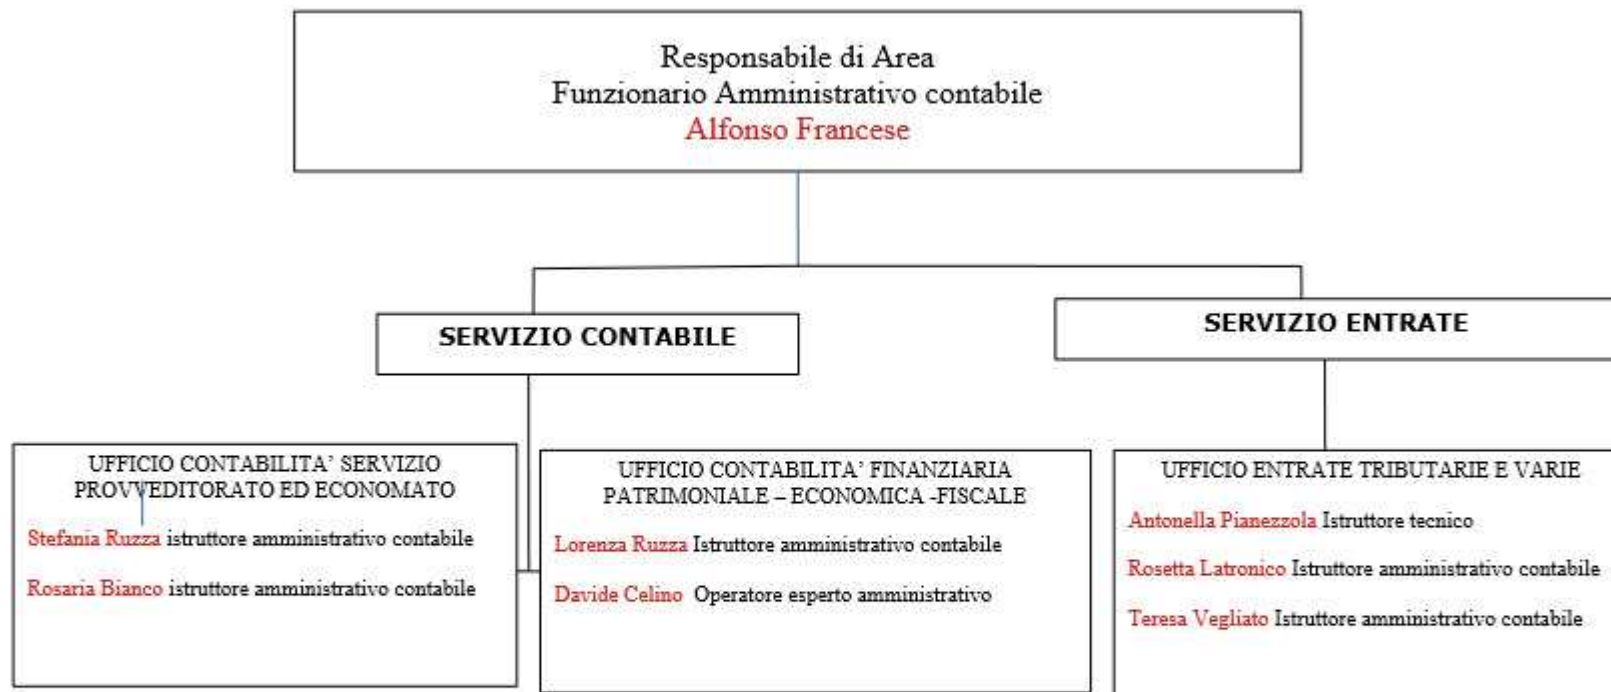 Responsabile di Area
Funzionario Amministrativo contabile
Alfonso Francese
SERVIZIO CONTABILE
SERVIZIO ENTRATE
UFFICIO CONTABILITA’ SERVIZIO
PROVVEDITORATO ED ECONOMATO
Stefania Ruzza istruttore amministrativo contabile
Rosaria Bianco istruttore amministrativo contabile
UFFICIO CONTABILITA’ FINANZIARIA
PATRIMONIALE – ECONOMICA -FISCALE
Lorenza Ruzza Istruttore amministrativo contabile
Davide Celino Operatore esperto amministrativo
UFFICIO ENTRATE TRIBUTARIE E VARIE
Antonella Pianezzola Istruttore tecnico
Rosetta Latronico Istruttore amministrativo contabile
Teresa Vegliato Istruttore amministrativo contabile